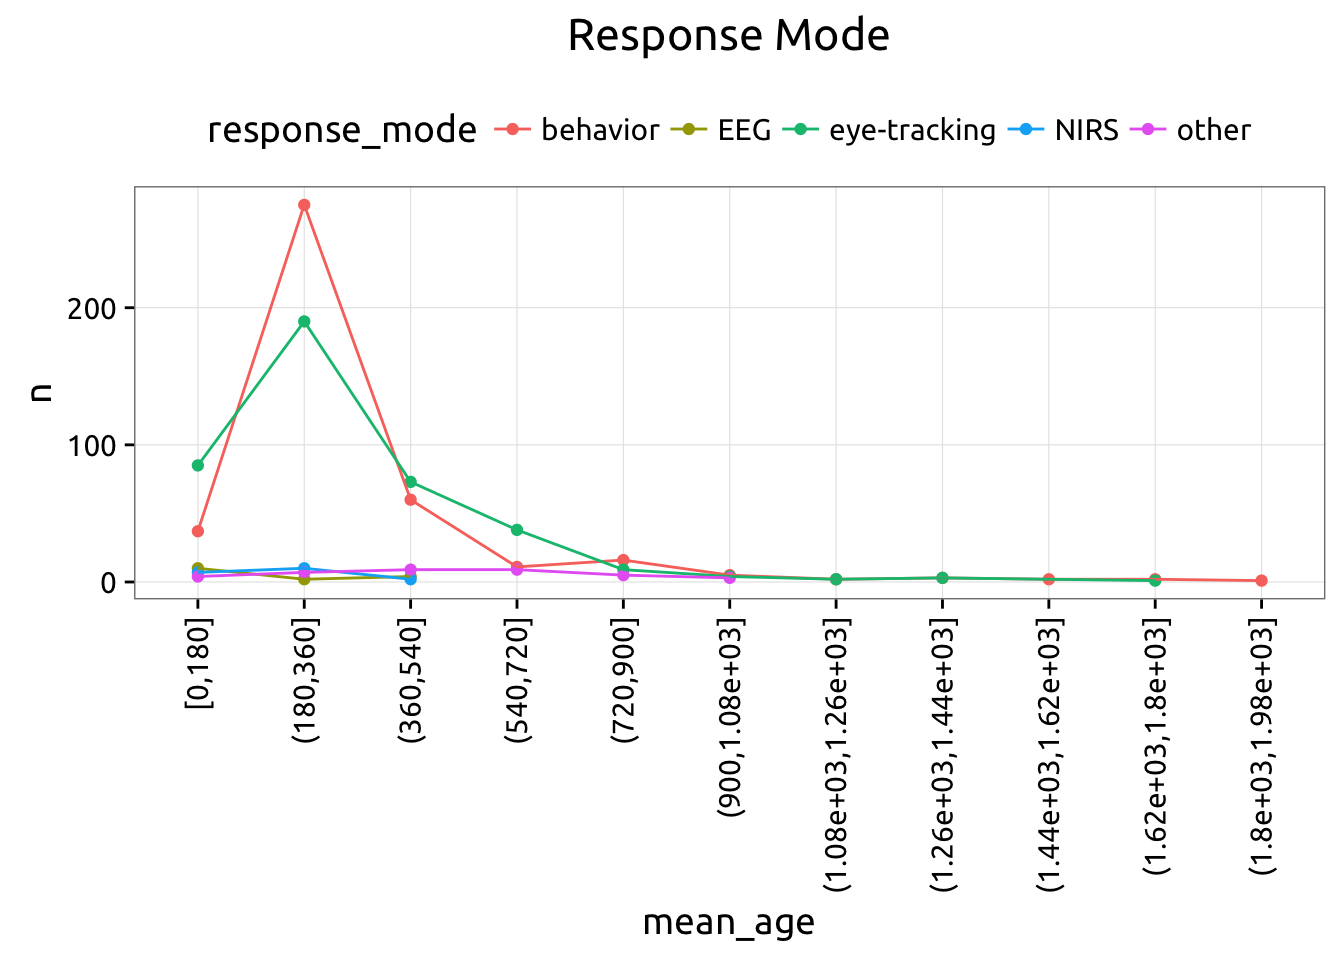 Response Mode
response_mode behavior EEG eye-tracking NIRS other
200
100
0
n
[0,180]
(180,360]
(360,540]
(540,720]
(720,900]
(900,1.08e+03]
(1.08e+03,1.26e+03]
(1.26e+03,1.44e+03]
(1.44e+03,1.62e+03]
(1.62e+03,1.8e+03]
(1.8e+03,1.98e+03]
mean_age